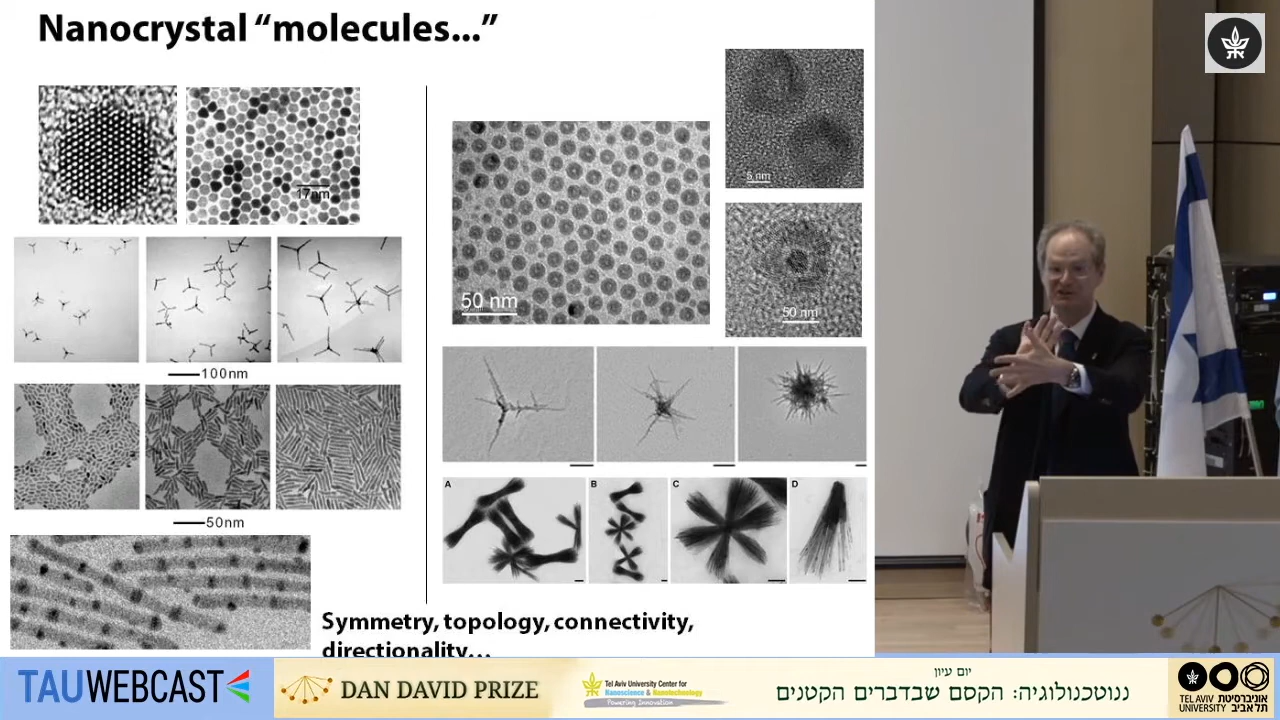 Nanocrystal “molecules...”
17nm
5 nm
50 nm
50 nm
100nm
50nm
A
B
C
D
Symmetry, topology, connectivity,
directionality...
TAUWEBCAST
DAN DAVID PRIZE
Tel Aviv University Center for
Nanoscience & Nanotechnology
Powering Innovation
יום עיון
ננוטכנולוגיה: הקסם שבדברים הקטנים
TEL AVIV אוניברסיטת
UNIVERSITY תל אביב